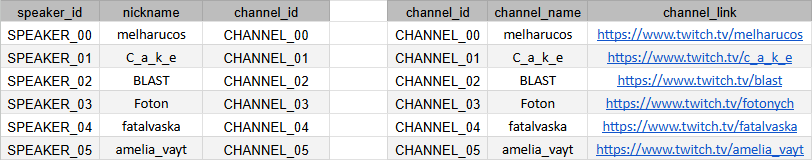 speaker_id nickname channel_id channel_id channel_name channel_link
SPEAKER_00 melharucos CHANNEL_00 CHANNEL_00 melharucos https://www.twitch.tv/melharucos
SPEAKER_01 C_a_k_e CHANNEL_01 CHANNEL_01 C_a_k_e https://www.twitch.tv/c_a_k_e
SPEAKER_02 BLAST CHANNEL_02 CHANNEL_02 BLAST https://www.twitch.tv/blast
SPEAKER_03 Foton CHANNEL_03 CHANNEL_03 Foton https://www.twitch.tv/fotonych
SPEAKER_04 fatalvaska CHANNEL_04 CHANNEL_04 fatalvaska https://www.twitch.tv/fatalvaska
SPEAKER_05 amelia_vayt CHANNEL_05 CHANNEL_05 amelia_vayt https://www.twitch.tv/amelia_vayt